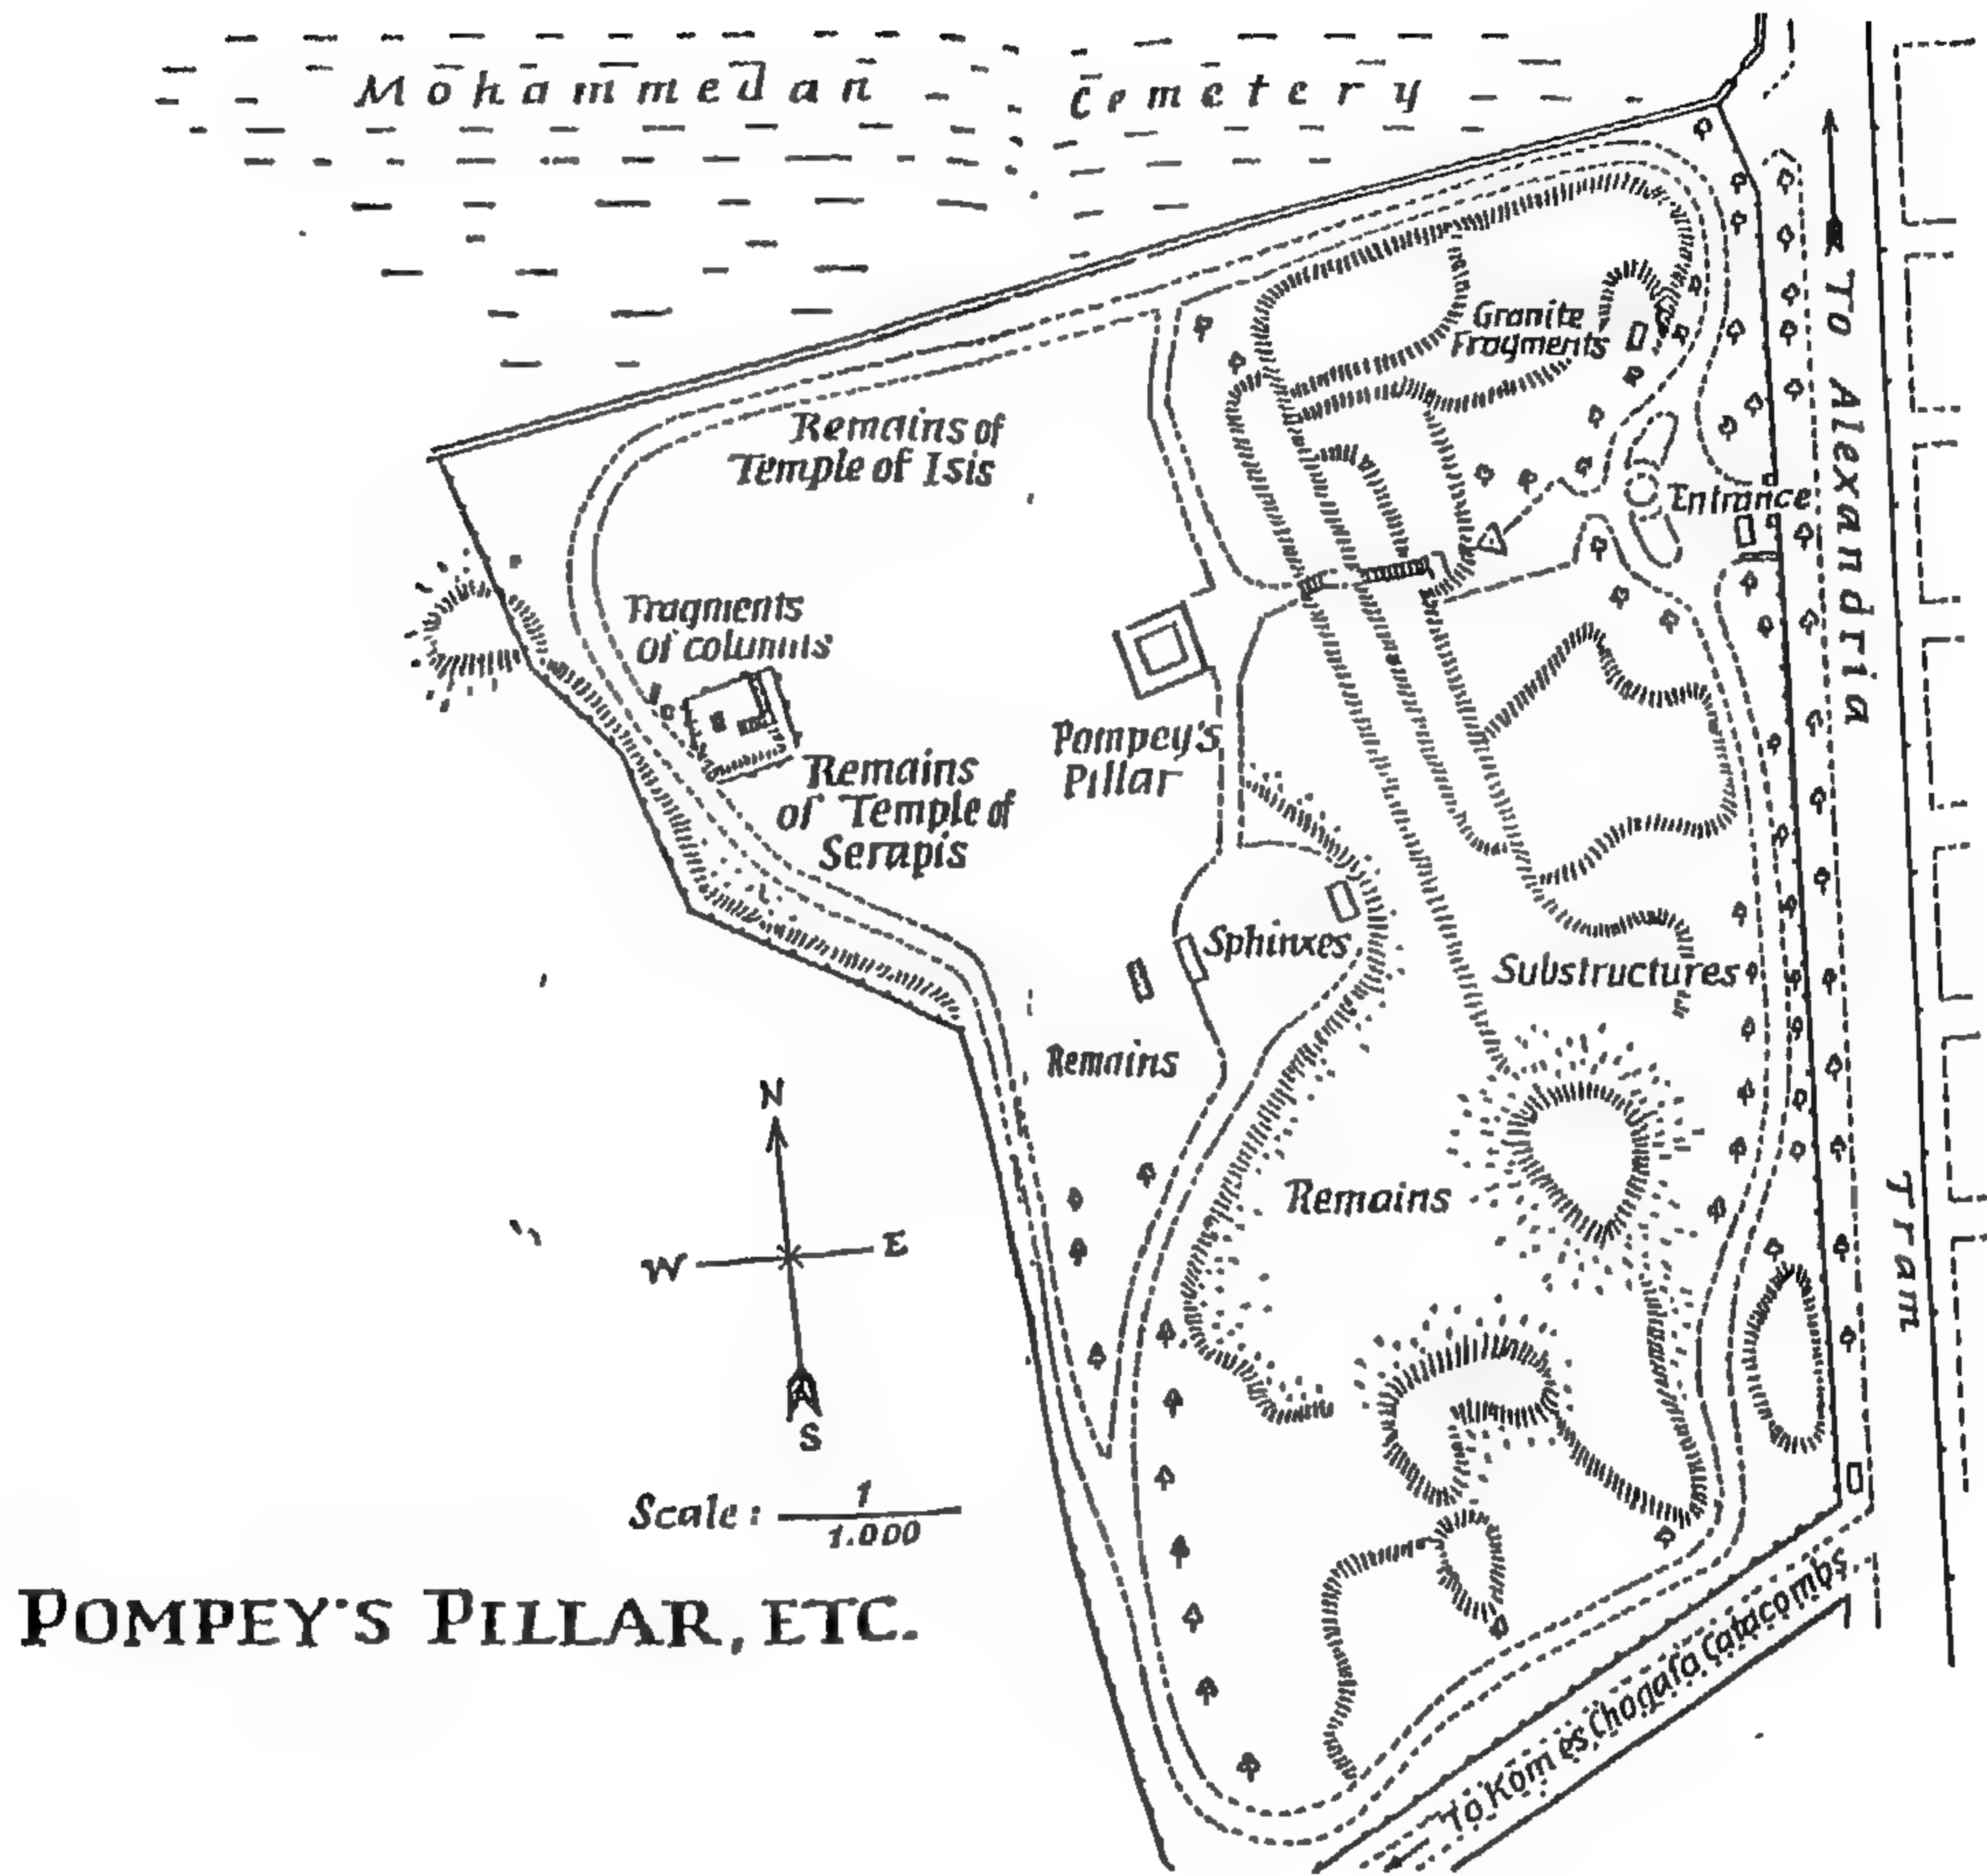 Mohammedan Cemetery
Granite
Fragments
To Alexandria
Remains of
Temple of Isis
Entrance
Fragments
of columns
Pompey's
Pillar
Remains
of Temple of
Serapis
Sphinxes
Substructures
Remains
N
W E
S
Remains
Tram
Scale: 1
1.000
POMPEY'S PILLAR, ETC.
To Kôm es Chogafa Catacombs